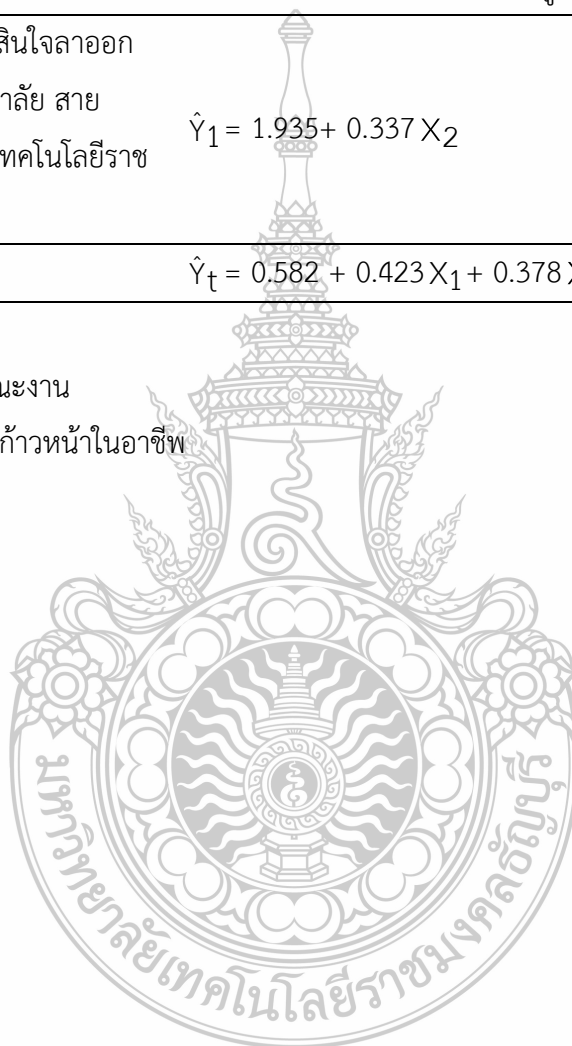 สินใจลาออก
าลัย สาย
Ŷ1 = 1.935+ 0.337 X2
ทคโนโลยีราช
Ŷt = 0.582 + 0.423 X1 + 0.378
ณะงาน
ก้าวหน้าในอาชีพ
มหาวิทยาลัยเทคโนโลยีราชมงคลธัญบุรี